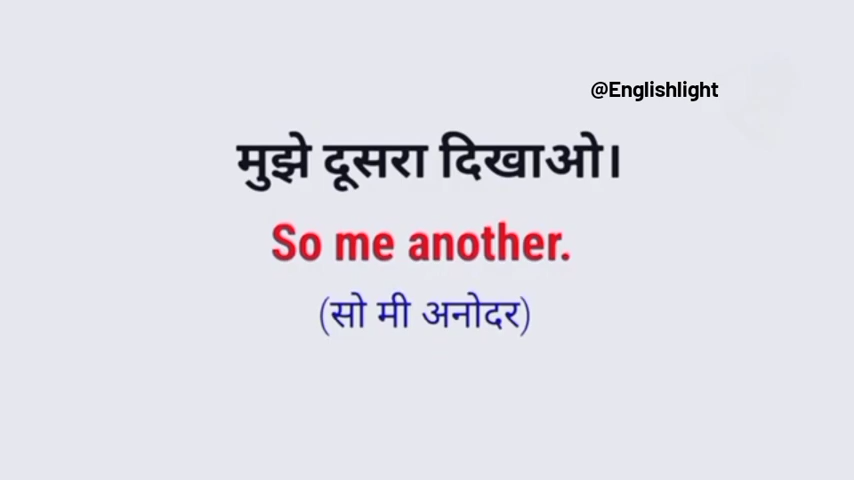 @Englishlight
मुझे दूसरा दिखाओ।
So me another.
(सो मी अनोदर)